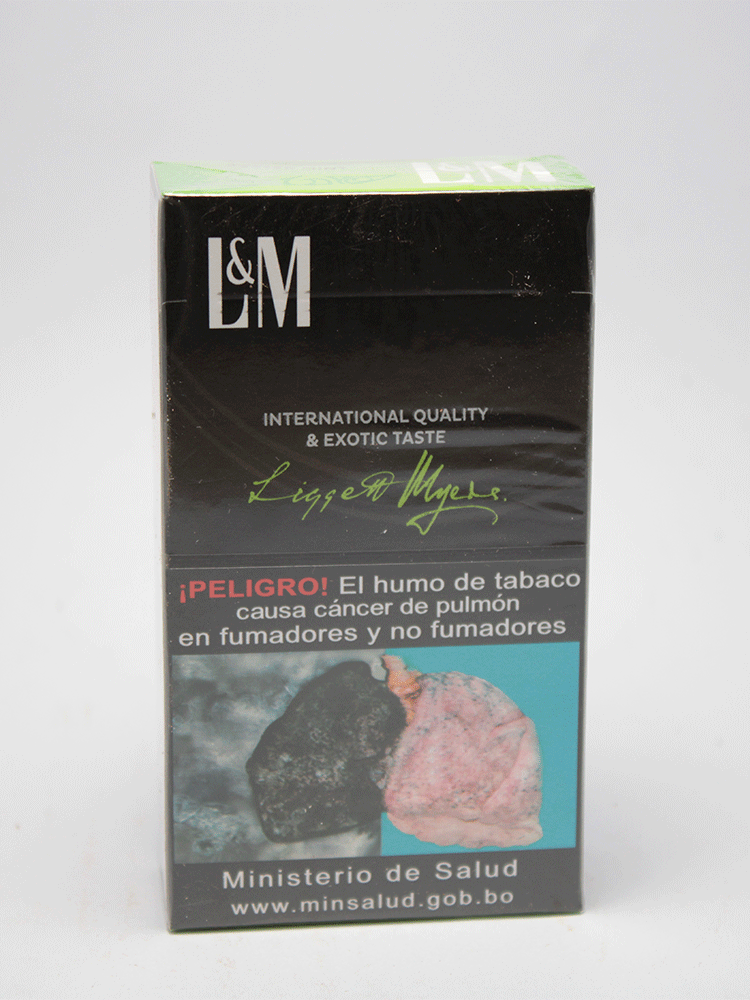 L&M
L&M
INTERNATIONAL QUALITY
& EXOTIC TASTE
Liggett Myers
¡PELIGRO! El humo de tabaco
causa cáncer de pulmón
en fumadores y no fumadores
Ministerio de Salud
www.minsalud.gob.bo